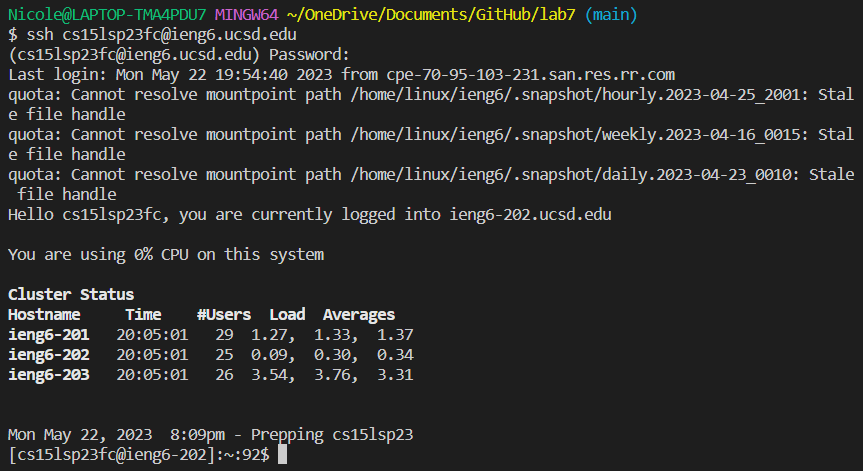 Nicole@LAPTOP-TMA4PDU7 MINGW64 ~/OneDrive/Documents/GitHub/lab7 (main)
$ ssh cs15lsp23fc@ieng6.ucsd.edu
(cs15lsp23fc@ieng6.ucsd.edu) Password:
Last login: Mon May 22 19:54:40 2023 from cpe-70-95-103-231.san.res.rr.com
quota: Cannot resolve mountpoint path /home/linux/ieng6/.snapshot/hourly.2023-04-25_2001: Stal
e file handle
quota: Cannot resolve mountpoint path /home/linux/ieng6/.snapshot/weekly.2023-04-16_0015: Stal
e file handle
quota: Cannot resolve mountpoint path /home/linux/ieng6/.snapshot/daily.2023-04-23_0010: Stale
 file handle
Hello cs15lsp23fc, you are currently logged into ieng6-202.ucsd.edu

You are using 0% CPU on this system

Cluster Status
Hostname     Time    #Users  Load  Averages
ieng6-201   20:05:01   29  1.27,  1.33,  1.37
ieng6-202   20:05:01   25  0.09,  0.30,  0.34
ieng6-203   20:05:01   26  3.54,  3.76,  3.31


Mon May 22, 2023  8:09pm - Prepping cs15lsp23
[cs15lsp23fc@ieng6-202]:~:92$